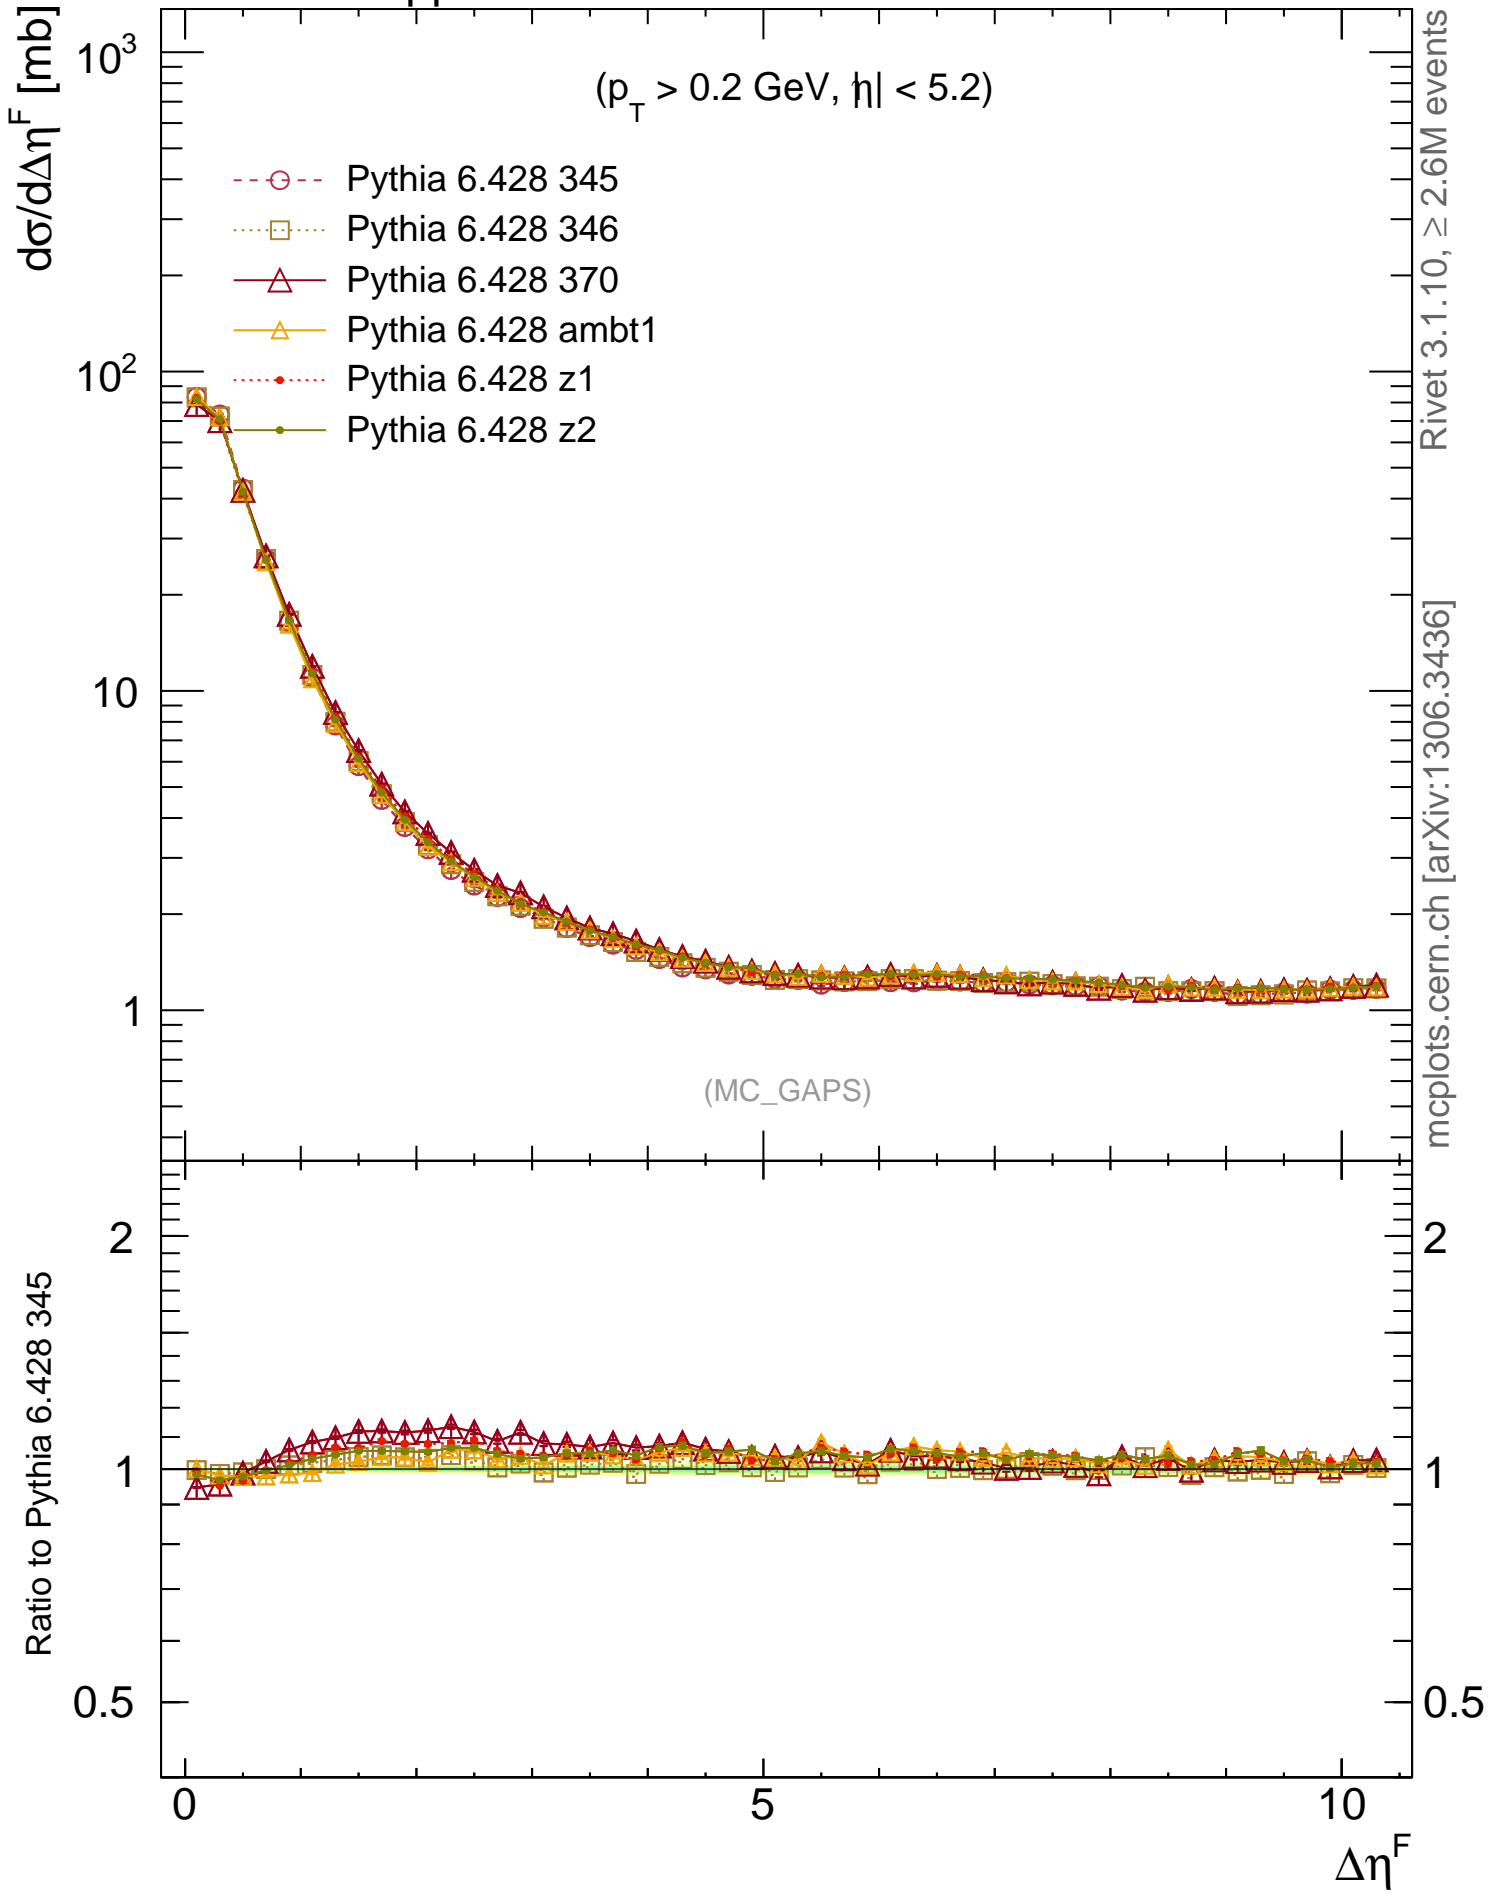 dσ/dΔη^F [mb]
(p_T > 0.2 GeV, |η| < 5.2)
Pythia 6.428 345
Pythia 6.428 346
Pythia 6.428 370
Pythia 6.428 ambt1
Pythia 6.428 z1
Pythia 6.428 z2
10^3
10^2
10
1
(MC_GAPS)
Rivet 3.1.10, ≥ 2.6M events
mcplots.cern.ch [arXiv:1306.3436]
Ratio to Pythia 6.428 345
2
1
0.5
2
1
0.5
0
5
10
Δη^F